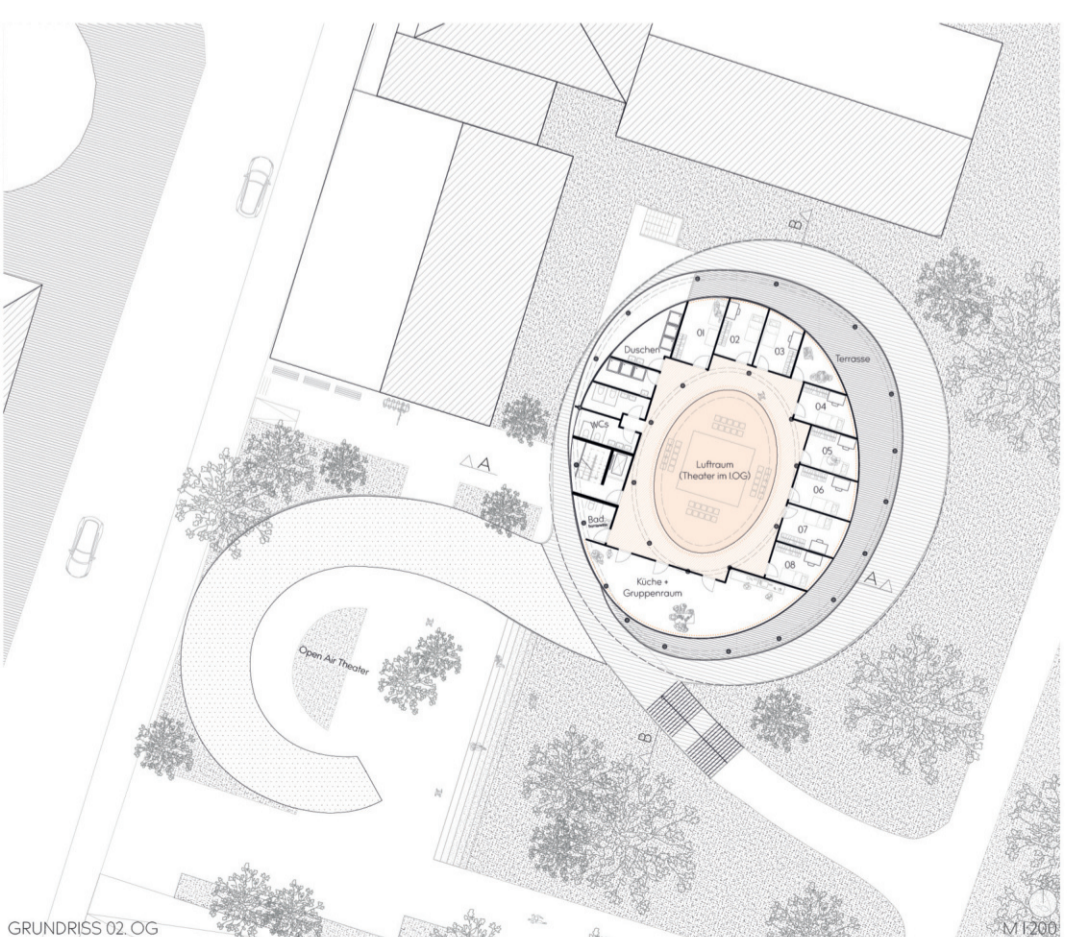 B
01
02
03
Duschen
Terrasse
04
WCs
05
Luftraum
(Theater im 1.OG)
06
A
07
Bad
08
A
Küche +
Gruppenraum
Open Air Theater
B
GRUNDRISS 02. OG
M 1:200